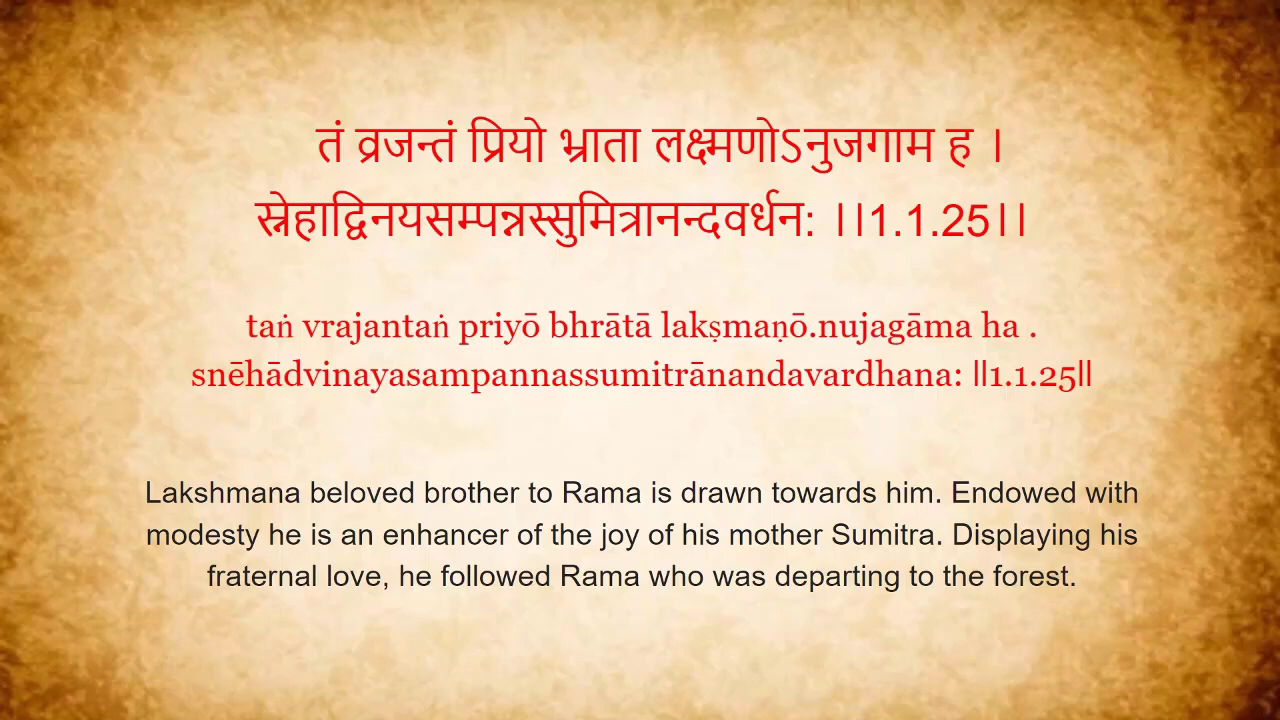 तं व्रजन्तं प्रियो भ्राता लक्ष्मणोऽनुजगाम ह ।
स्नेहाद्विनयसम्पन्नस्सुमित्रानन्दवर्धन: ।।1.1.25।।
taṅ vrajantaṅ priyō bhrātā lakṣmaṇō.nujagāma ha .
snēhādvinayasampannassumitrānandavardhana: ǁ1.1.25ǁ
Lakshmana beloved brother to Rama is drawn towards him. Endowed with
modesty he is an enhancer of the joy of his mother Sumitra. Displaying his
fraternal love, he followed Rama who was departing to the forest.